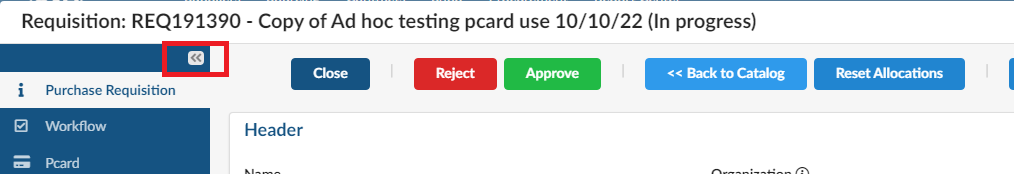 Requisition: REQ191390 - Copy of Ad hoc testing pcard use 10/10/22 (In progress)
Close
Reject
Approve
<< Back to Catalog
Reset Allocations
Purchase Requisition
Workflow
Pcard
Header
Name
Organization